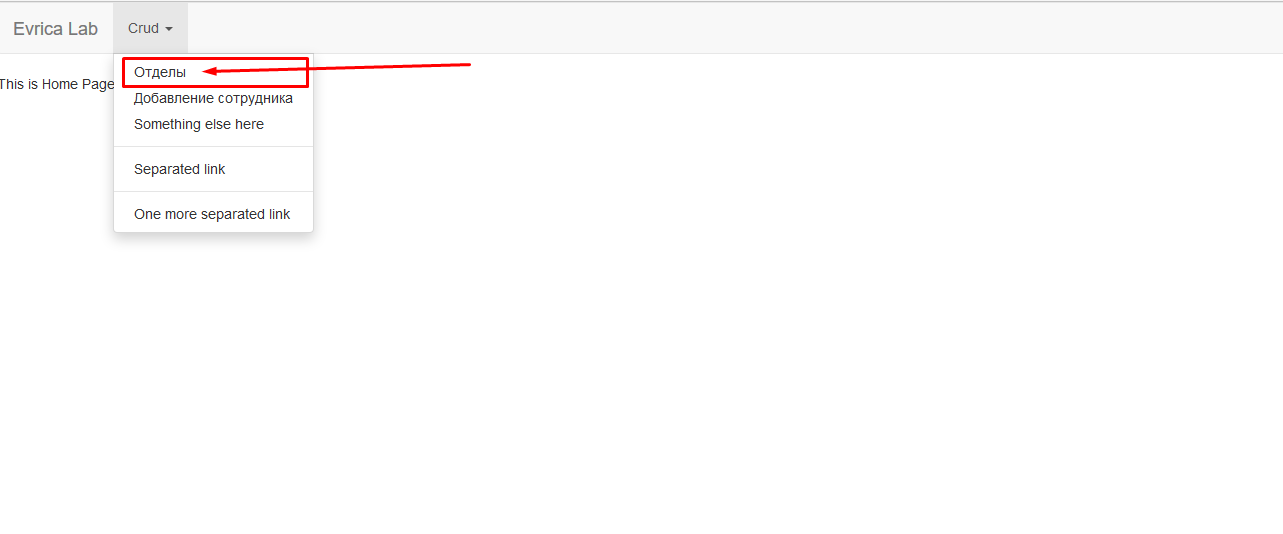 Evrica Lab Crud
Отделы
This is Home Page
Добавление сотрудника
Something else here
Separated link
One more separated link